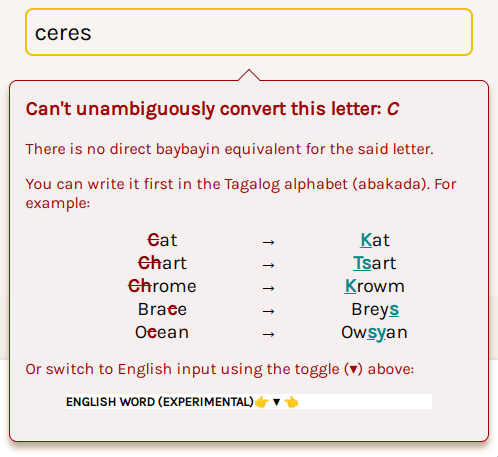 ceres
Can't unambiguously convert this letter: C
There is no direct baybayin equivalent for the said letter.
You can write it first in the Tagalog alphabet (abakada). For
example:
Cat → Kat
Chart → Tsart
Chrome → Krowm
Brace → Breys
Ocean → Owsyan
Or switch to English input using the toggle (▾) above:
ENGLISH WORD (EXPERIMENTAL)👉▾👈